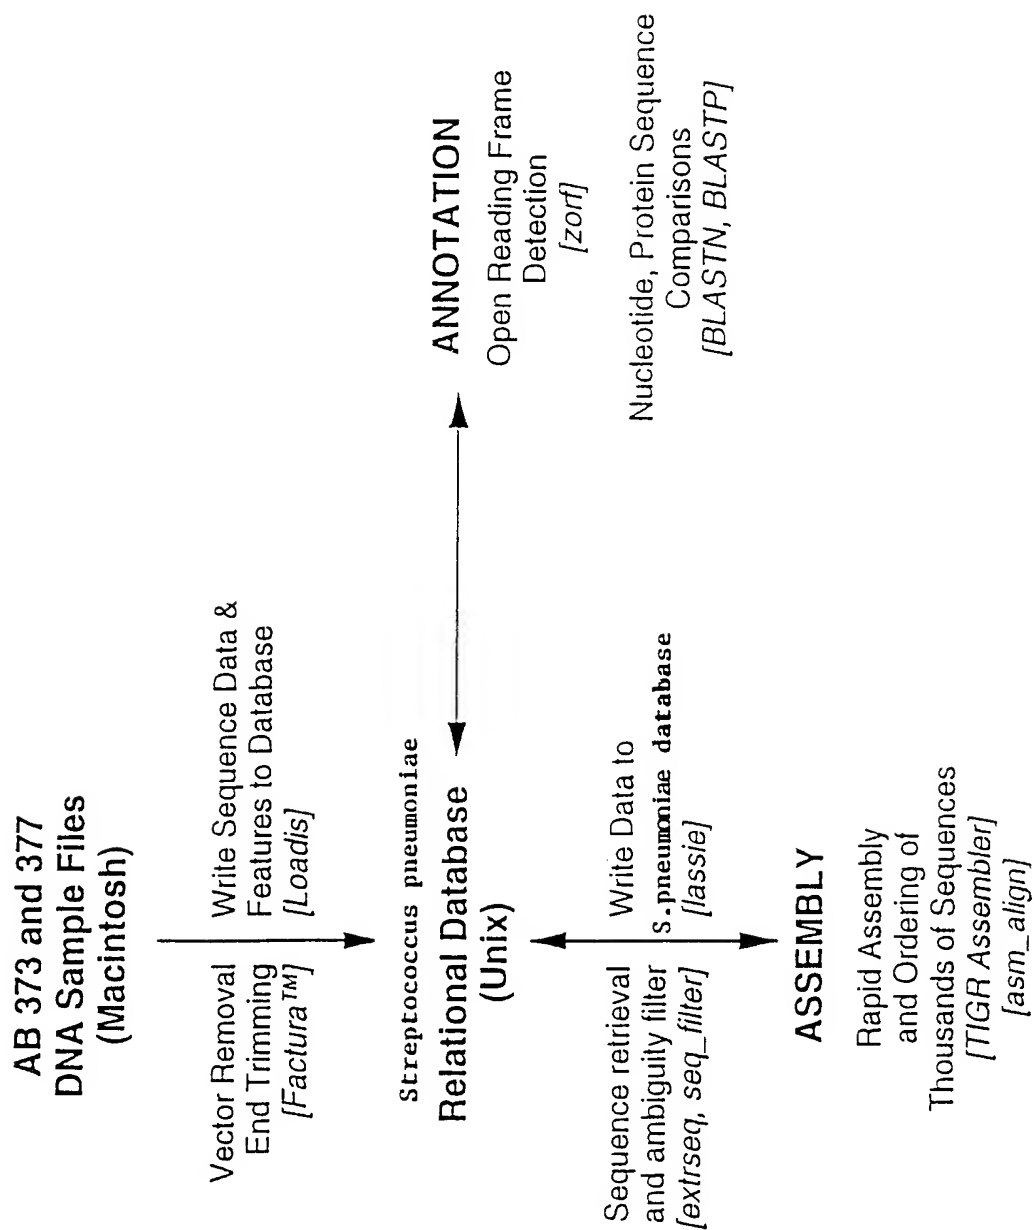 AB 373 and 377
DNA Sample Files
(Macintosh)
Vector Removal
End Trimming
[Factura™]
Write Sequence Data &
Features to Database
[Loadis]
Streptococcus pneumoniae
Relational Database
(Unix)
Sequence retrieval
and ambiguity filter
[extrseq, seq_filter]
Write Data to
S.pneumoniae database
[lassie]
ASSEMBLY
Rapid Assembly
and Ordering of
Thousands of Sequences
[TIGR Assembler]
[asm_align]
ANNOTATION
Open Reading Frame
Detection
[zorf]
Nucleotide, Protein Sequence
Comparisons
[BLASTN, BLASTP]